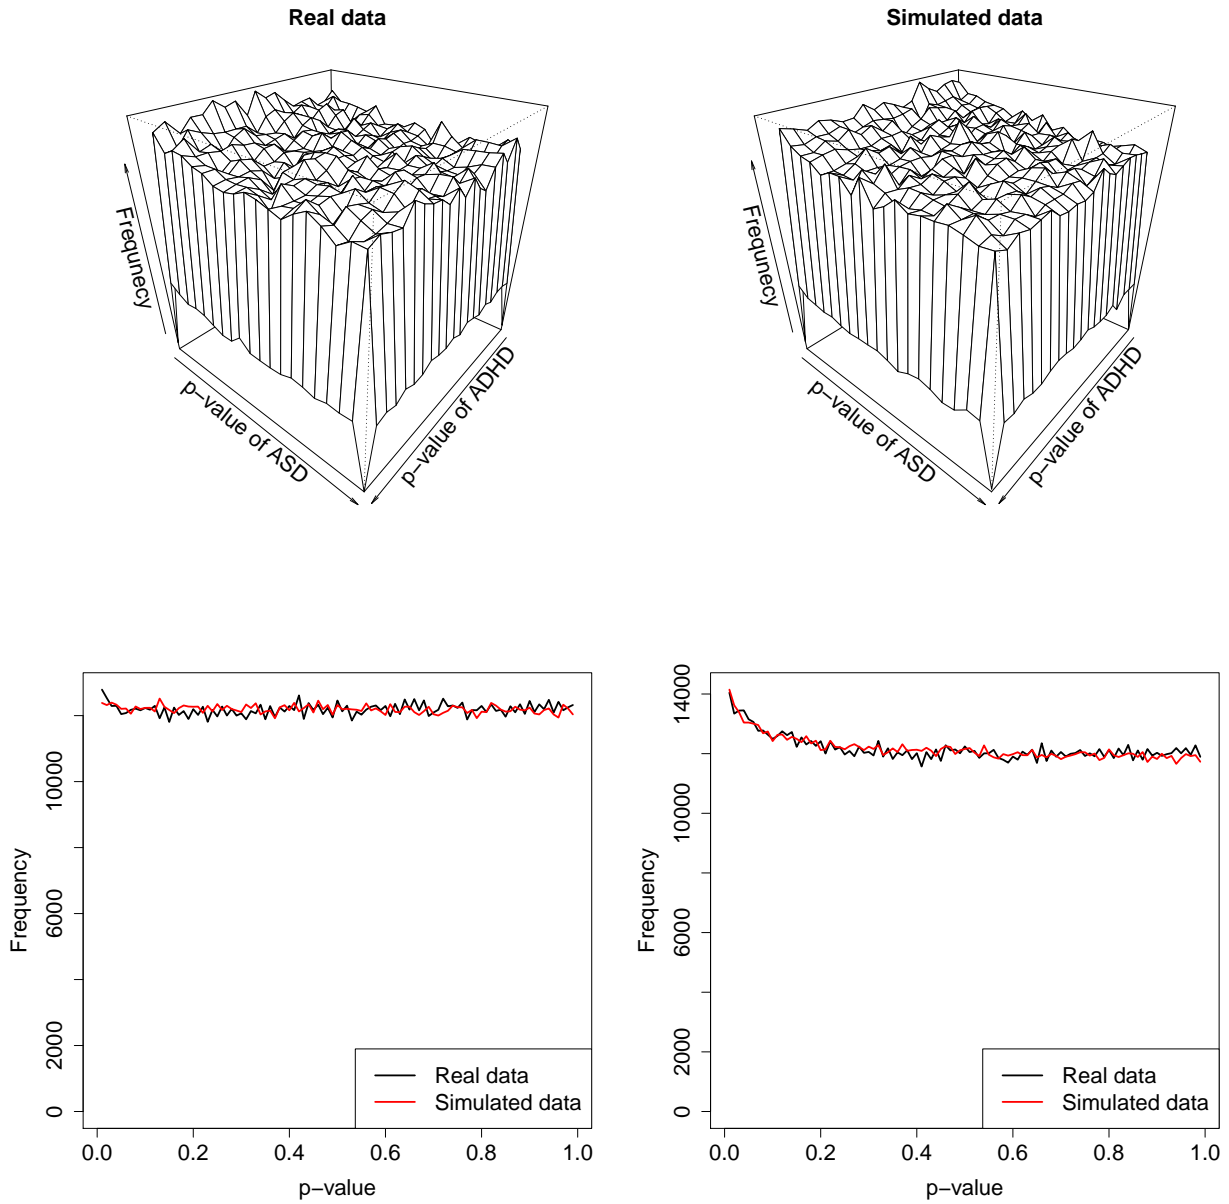 Real data
Simulated data
Frequnecy
p−value of ASD
p−value of ADHD
Frequnecy
p−value of ASD
p−value of ADHD
Frequency
0
2000
6000
10000
0.0
0.2
0.4
0.6
0.8
1.0
p−value
Real data
Simulated data
Frequency
0
2000
6000
10000
14000
0.0
0.2
0.4
0.6
0.8
1.0
p−value
Real data
Simulated data